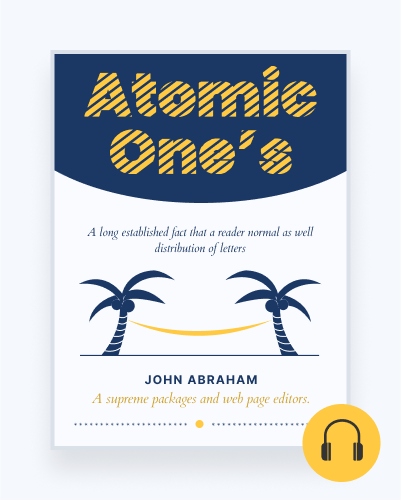 Atomic
One's
A long established fact that a reader normal as well
distribution of letters
JOHN ABRAHAM
A supreme packages and web page editors.